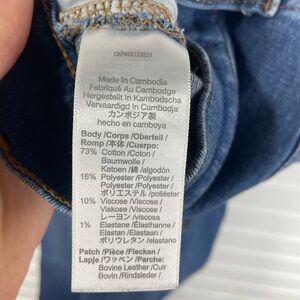 Made In Cambodia
Fabriqué Au Cambodge
Hergestellt in Kambodscha
Vervaardigd In Cambodja
カンボジア製
hecho en camboya
Body /Corps /Oberteil /
Romp /本体/ Cuerpo:
73% Cotton /Coton /
Baumwolle /
Katoen /綿 /algodón
16% Polyester /Polyester /
Polyester /Polyester /
ポリエステル /poliéster
10% Viscose /Viscose /
Viskose /Viscose /
レーヨン /viscosa
1% Elastane /Élasthanne /
Elastan /Elastaan /
ポリウレタン /elastano
Patch /Pièce /Flecken /
Lapje /ワッペン / Parche:
Bovine Leather /Cuir
Bovin /Rindsleder /